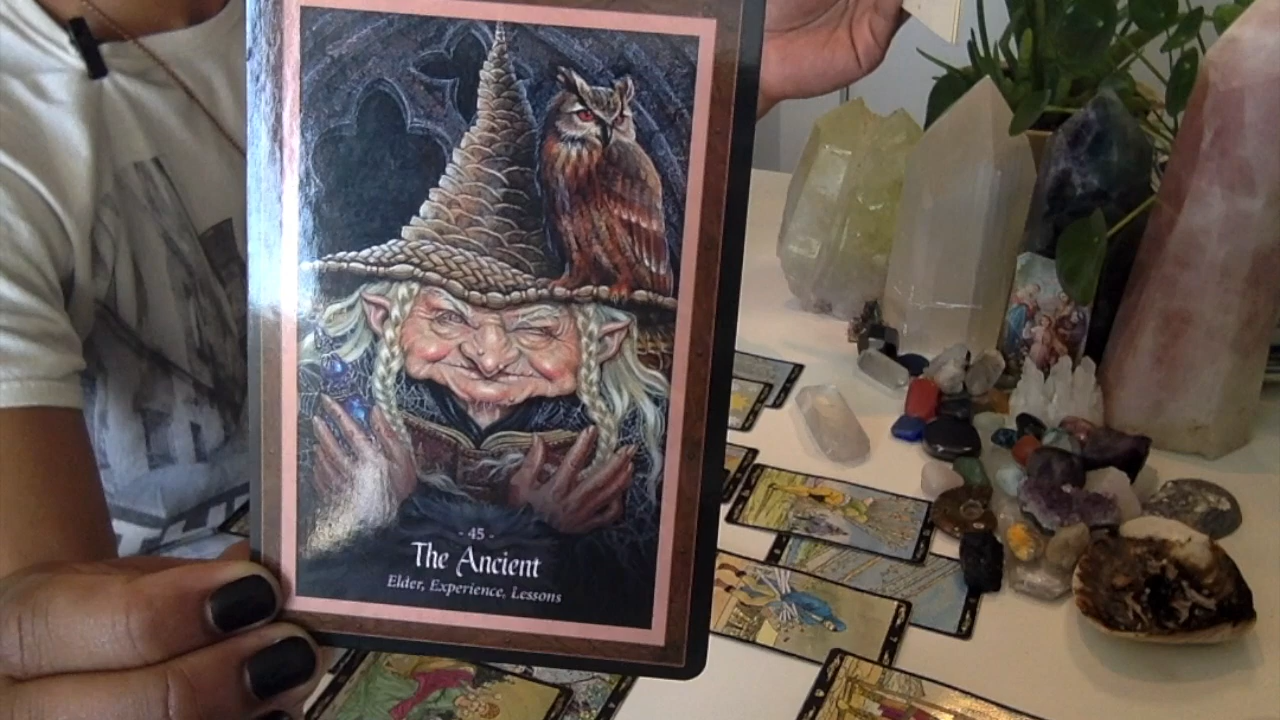 - 45 -
The Ancient
Elder, Experience, Lessons